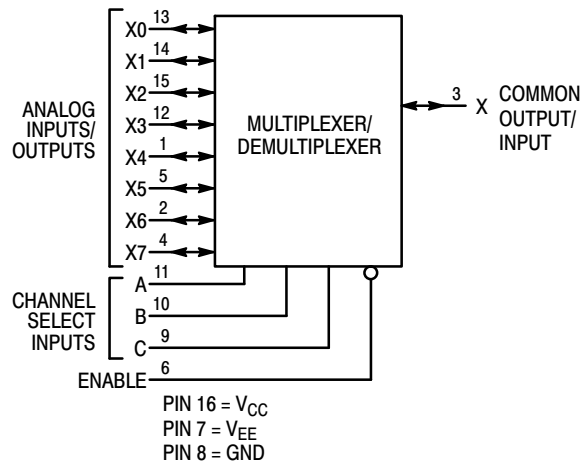 X0 13
X1 14
X2 15
X3 12
X4 1
X5 5
X6 2
X7 4
ANALOG
INPUTS/
OUTPUTS
MULTIPLEXER/
DEMULTIPLEXER
3 X
COMMON
OUTPUT/
INPUT
A 11
B 10
C 9
CHANNEL
SELECT
INPUTS
ENABLE 6
PIN 16 = VCC
PIN 7 = VEE
PIN 8 = GND